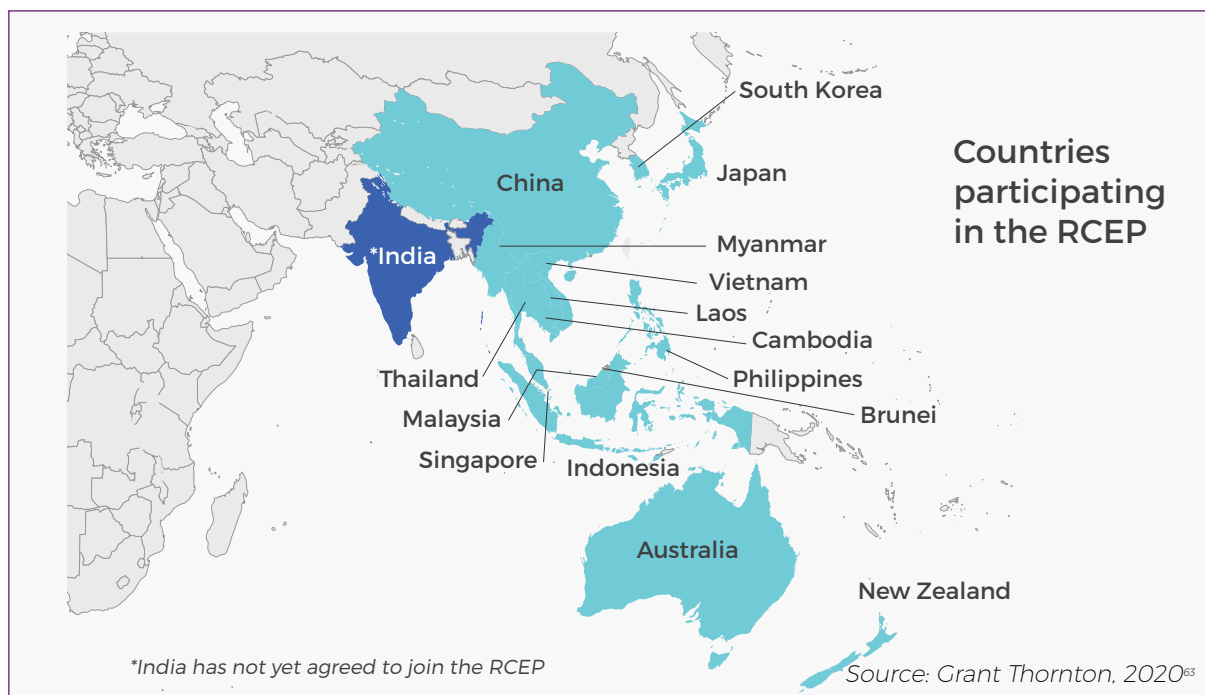 South Korea
Countries
participating
in the RCEP
Japan
China
Myanmar
*India
Vietnam
Laos
Cambodia
Thailand
Philippines
Malaysia
Brunei
Singapore
Indonesia
Australia
New Zealand
*India has not yet agreed to join the RCEP
Source: Grant Thornton, 2020⁶³